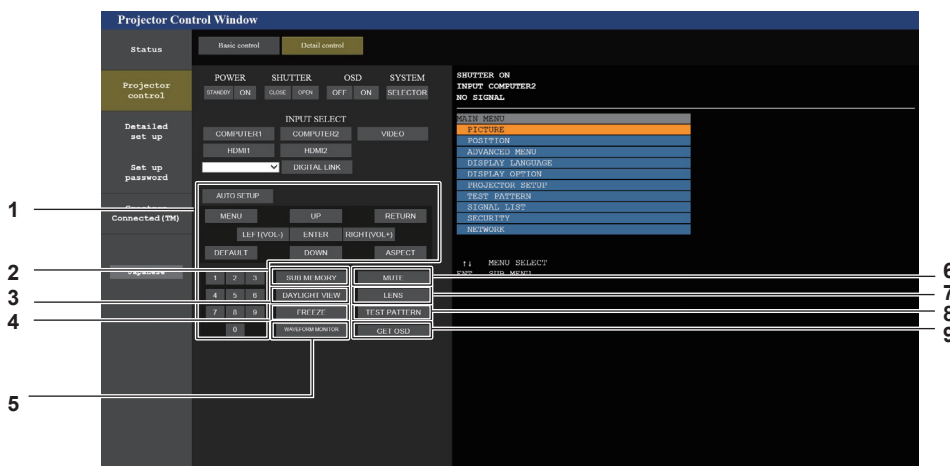 Projector Control Window
Status
Projector
control
Detailed
set up
Set up
password
Connected(TM)
Japanese
Basic control
Detail control
POWER SHUTTER OSD SYSTEM
STANDBY ON CLOSE OPEN OFF ON SELECTOR
INPUT SELECT
COMPUTER1 COMPUTER2 VIDEO
HDMI1 HDMI2
DIGITAL LINK
AUTO SETUP
MENU UP RETURN
LEFT(VOL-) ENTER RIGHT(VOL+)
DEFAULT DOWN ASPECT
1 2 3 SUB MEMORY MUTE
4 5 6 DAYLIGHT VIEW LENS
7 8 9 FREEZE TEST PATTERN
0 WAVEFORM MONITOR GET OSD
SHUTTER ON
INPUT COMPUTER2
NO SIGNAL
MAIN MENU
PICTURE
POSITION
ADVANCED MENU
DISPLAY LANGUAGE
DISPLAY OPTION
PROJECTOR SETUP
TEST PATTERN
SIGNAL LIST
SECURITY
NETWORK
↑↓ MENU SELECT
ENT SUB MENU
1
2
3
4
5
6
7
8
9